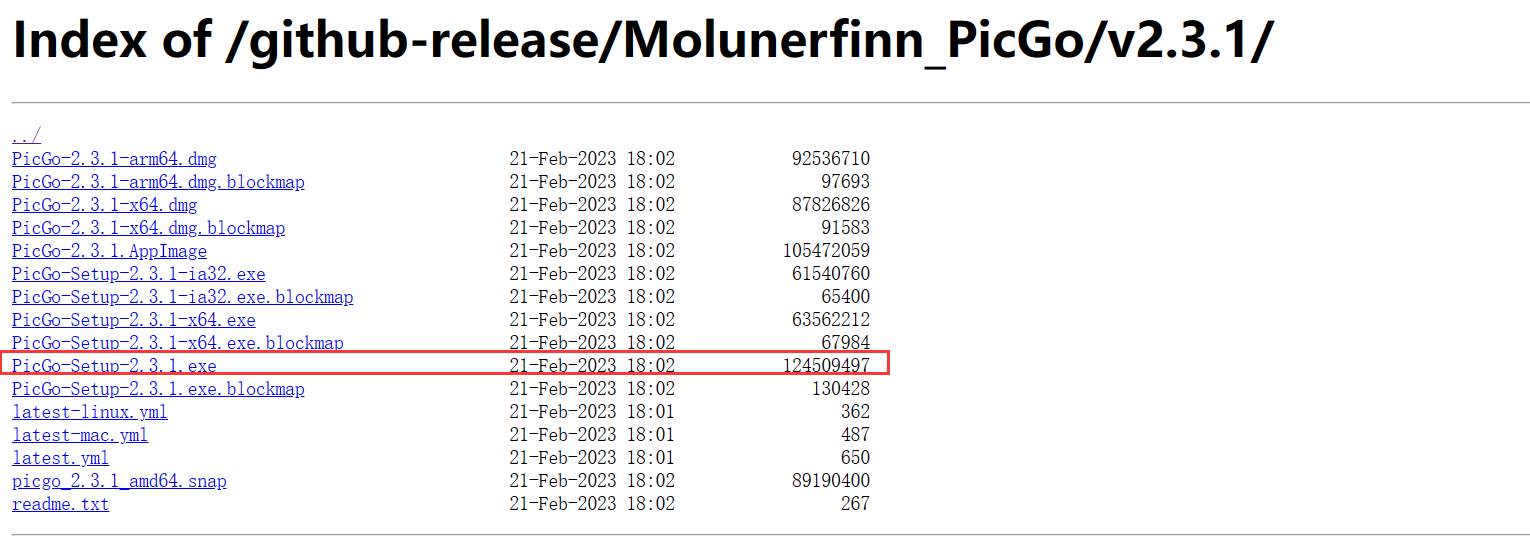 Index of /github-release/Molunerfinn_PicGo/v2.3.1/
../
PicGo-2.3.1-arm64.dmg 21-Feb-2023 18:02 92536710
PicGo-2.3.1-arm64.dmg.blockmap 21-Feb-2023 18:02 97693
PicGo-2.3.1-x64.dmg 21-Feb-2023 18:02 87826826
PicGo-2.3.1-x64.dmg.blockmap 21-Feb-2023 18:02 91583
PicGo-2.3.1.AppImage 21-Feb-2023 18:02 105472059
PicGo-Setup-2.3.1-ia32.exe 21-Feb-2023 18:02 61540760
PicGo-Setup-2.3.1-ia32.exe.blockmap 21-Feb-2023 18:02 65400
PicGo-Setup-2.3.1-x64.exe 21-Feb-2023 18:02 63562212
PicGo-Setup-2.3.1-x64.exe.blockmap 21-Feb-2023 18:02 67984
PicGo-Setup-2.3.1.exe 21-Feb-2023 18:02 124509497
PicGo-Setup-2.3.1.exe.blockmap 21-Feb-2023 18:02 130428
latest-linux.yml 21-Feb-2023 18:01 362
latest-mac.yml 21-Feb-2023 18:01 487
latest.yml 21-Feb-2023 18:01 650
picgo_2.3.1_amd64.snap 21-Feb-2023 18:02 89190400
readme.txt 21-Feb-2023 18:02 267